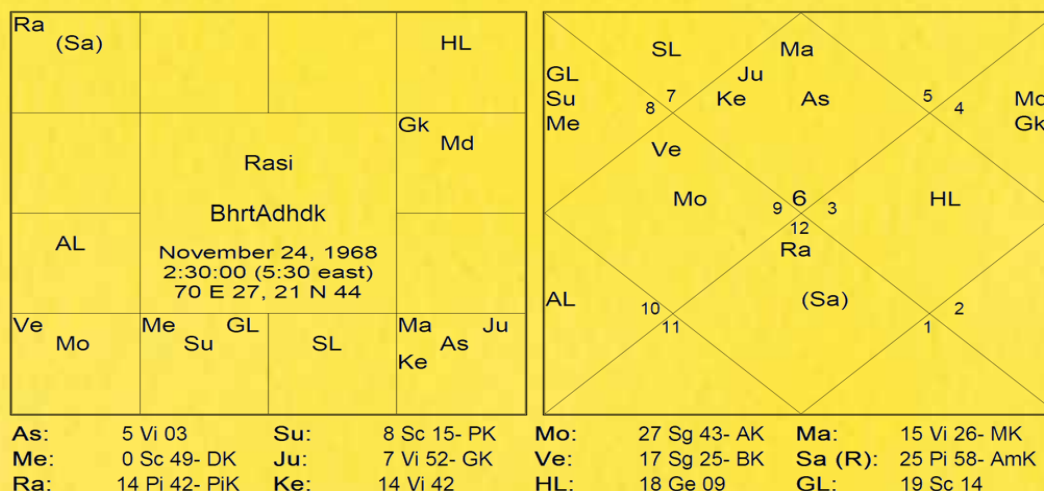 Ra
(Sa)
HL
Gk
Md
Rasi
BhrtAdhdk
November 24, 1968
2:30:00 (5:30 east)
70 E 27, 21 N 44
AL
Ve
Mo
Me GL
Su
SL
Ma Ju
As
Ke
SL Ma
GL Ju
Su 7 Ke As 5 Md
8 4
Me Gk
Ve
Mo 6 HL
9 3
12
Ra
AL (Sa)
10 2
11 1
As: 5 Vi 03 Su: 8 Sc 15- PK Mo: 27 Sg 43- AK Ma: 15 Vi 26- MK
Me: 0 Sc 49- DK Ju: 7 Vi 52- GK Ve: 17 Sg 25- BK Sa (R): 25 Pi 58- AmK
Ra: 14 Pi 42- PiK Ke: 14 Vi 42 HL: 18 Ge 09 GL: 19 Sc 14